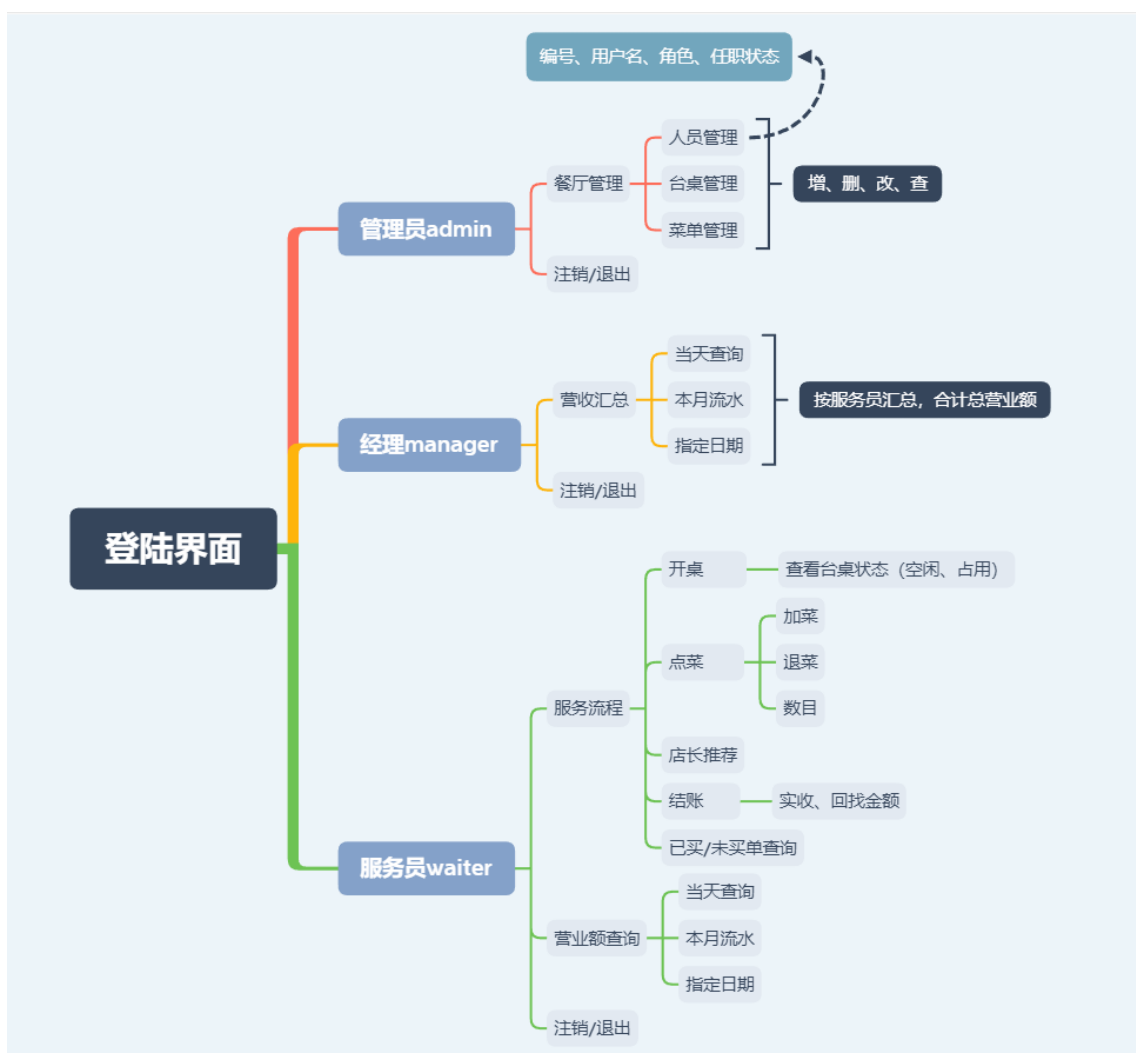 编号、用户名、角色、任职状态
人员管理
餐厅管理
台桌管理
增、删、改、查
管理员admin
菜单管理
注销/退出
当天查询
营收汇总
本月流水
按服务员汇总，合计总营业额
经理manager
指定日期
注销/退出
登陆界面
开桌
查看台桌状态（空闲、占用）
加菜
点菜
退菜
数目
服务流程
店长推荐
结账
实收、回找金额
已买/未买单查询
服务员waiter
当天查询
营业额查询
本月流水
指定日期
注销/退出